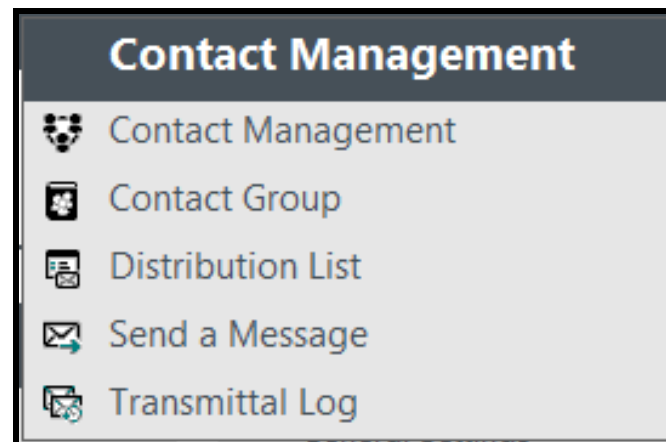 Contact Management
Contact Management
Contact Group
Distribution List
Send a Message
Transmittal Log